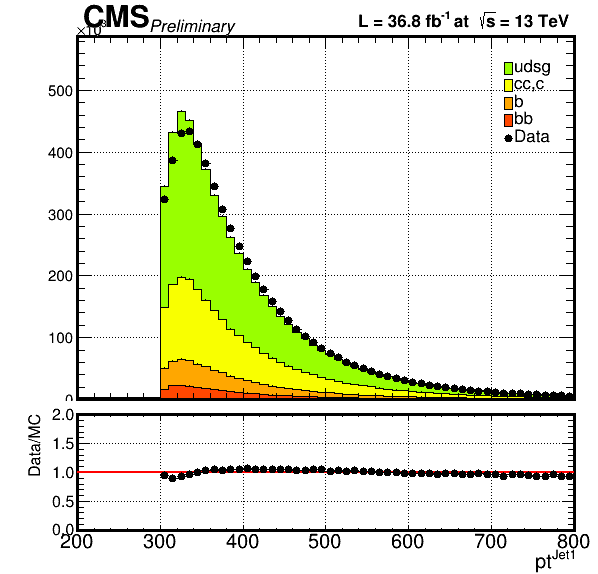 CMS Preliminary L = 36.8 fb⁻¹ at √s = 13 TeV
×10³
udsg
cc,c
b
bb
Data
500
400
300
200
100
0
2.0
1.5
1.0
0.5
0.0
Data/MC
200 300 400 500 600 700 800
pt^Jet1